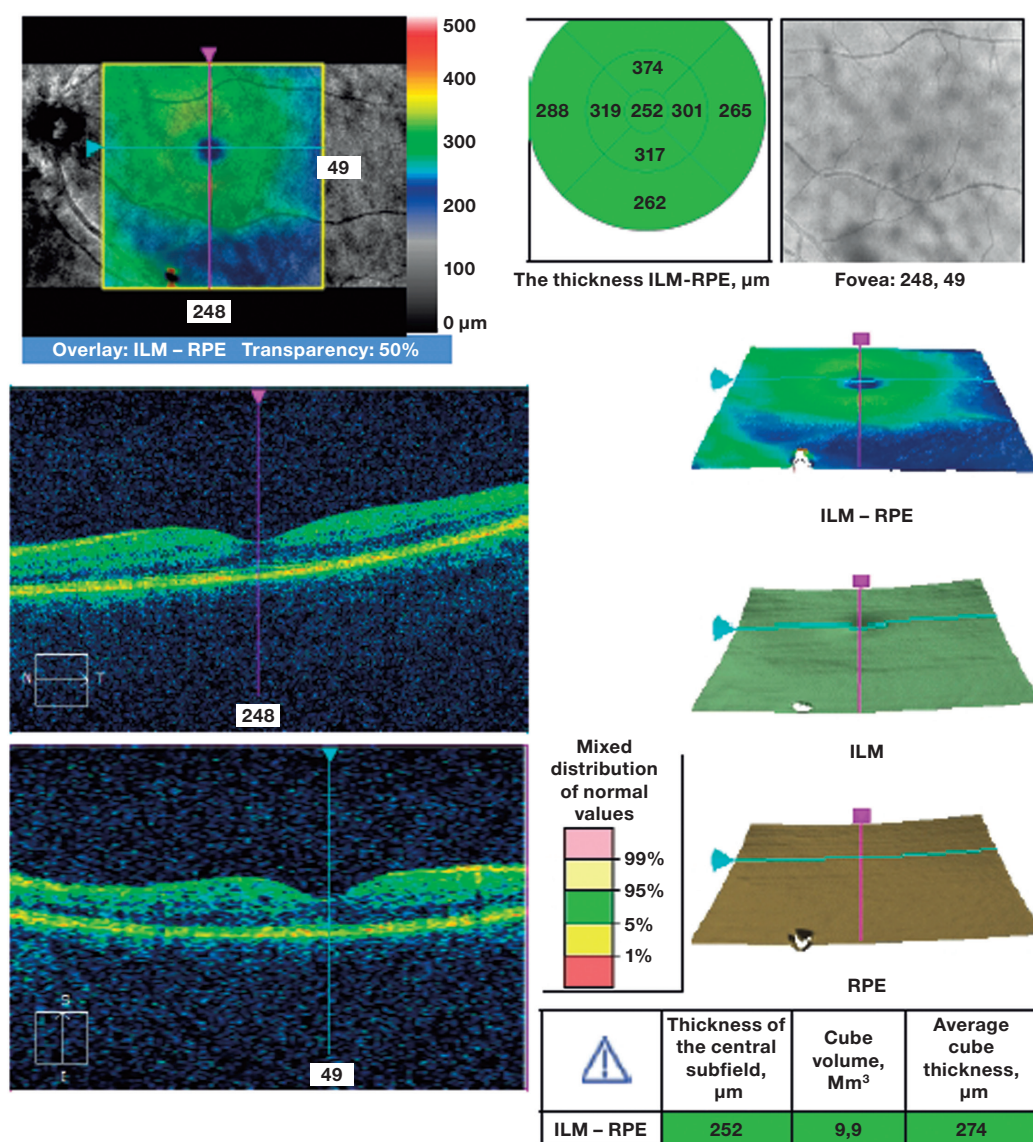 500
400
300
200
100
0 µm
49
248
Overlay: ILM – RPE Transparency: 50%
374
288 319 252 301 265
317
262
The thickness ILM-RPE, µm
Fovea: 248, 49
N T
248
ILM – RPE
ILM
S
I
49
Mixed
distribution
of normal
values
99%
95%
5%
1%
RPE
Thickness of
the central
subfield,
µm
Cube
volume,
Mm³
Average
cube
thickness,
µm
ILM – RPE 252 9,9 274